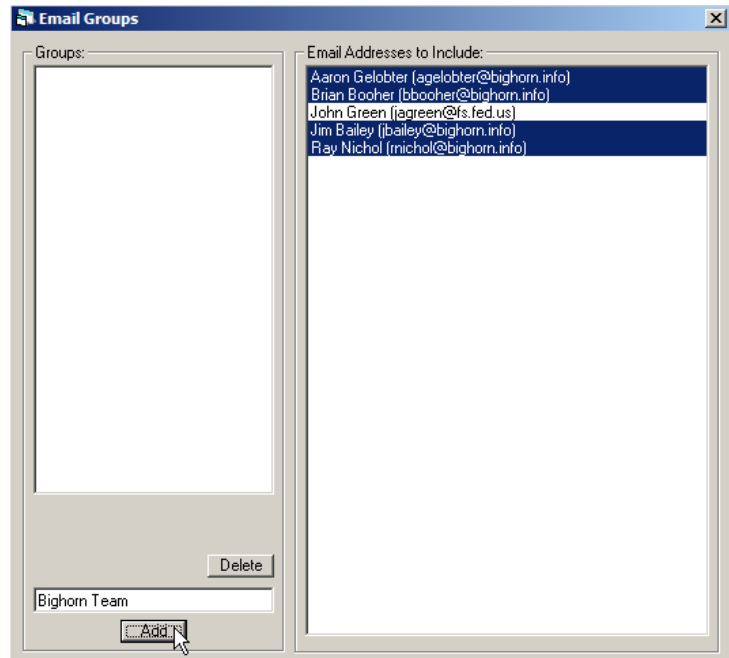 Email Groups
Groups:
Email Addresses to Include:
Aaron Gelobter (agelobter@bighorn.info)
Brian Booher (bbooher@bighorn.info)
John Green (jagreen@fs.fed.us)
Jim Bailey (jbailey@bighorn.info)
Ray Nichol (rnichol@bighorn.info)
Delete
Bighorn Team
Add